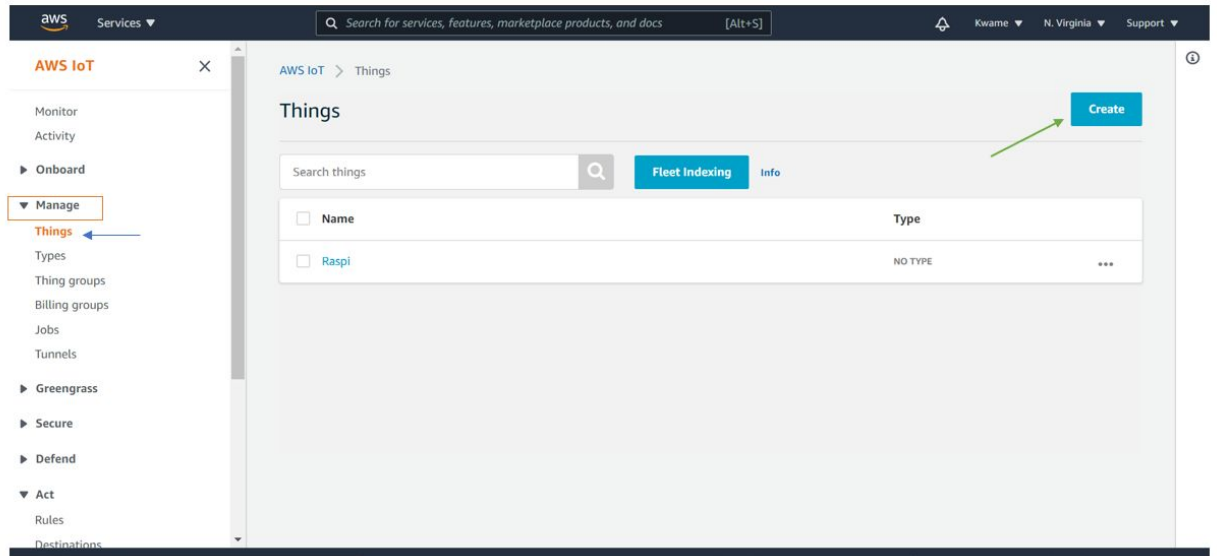 aws Services ▼ Search for services, features, marketplace products, and docs [Alt+S] Kwame ▼ N. Virginia ▼ Support ▼
AWS IoT
Monitor
Activity
Onboard
Manage
Things
Types
Thing groups
Billing groups
Jobs
Tunnels
Greengrass
Secure
Defend
Act
Rules
Destinations
AWS IoT > Things
Things
Create
Search things Fleet Indexing Info
Name Type
Raspi NO TYPE